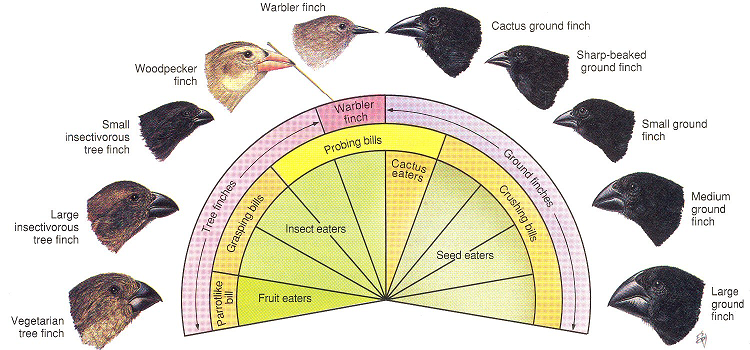 Warbler finch
Cactus ground finch
Woodpecker
finch
Sharp-beaked
ground finch
Small
insectivorous
tree finch
Small ground
finch
Large
insectivorous
tree finch
Medium
ground
finch
Vegetarian
tree finch
Large
ground
finch
Tree finches
Warbler
finch
Ground finches
Parrotlike
bill
Grasping bills
Probing bills
Crushing bills
Fruit eaters
Insect eaters
Cactus
eaters
Seed eaters